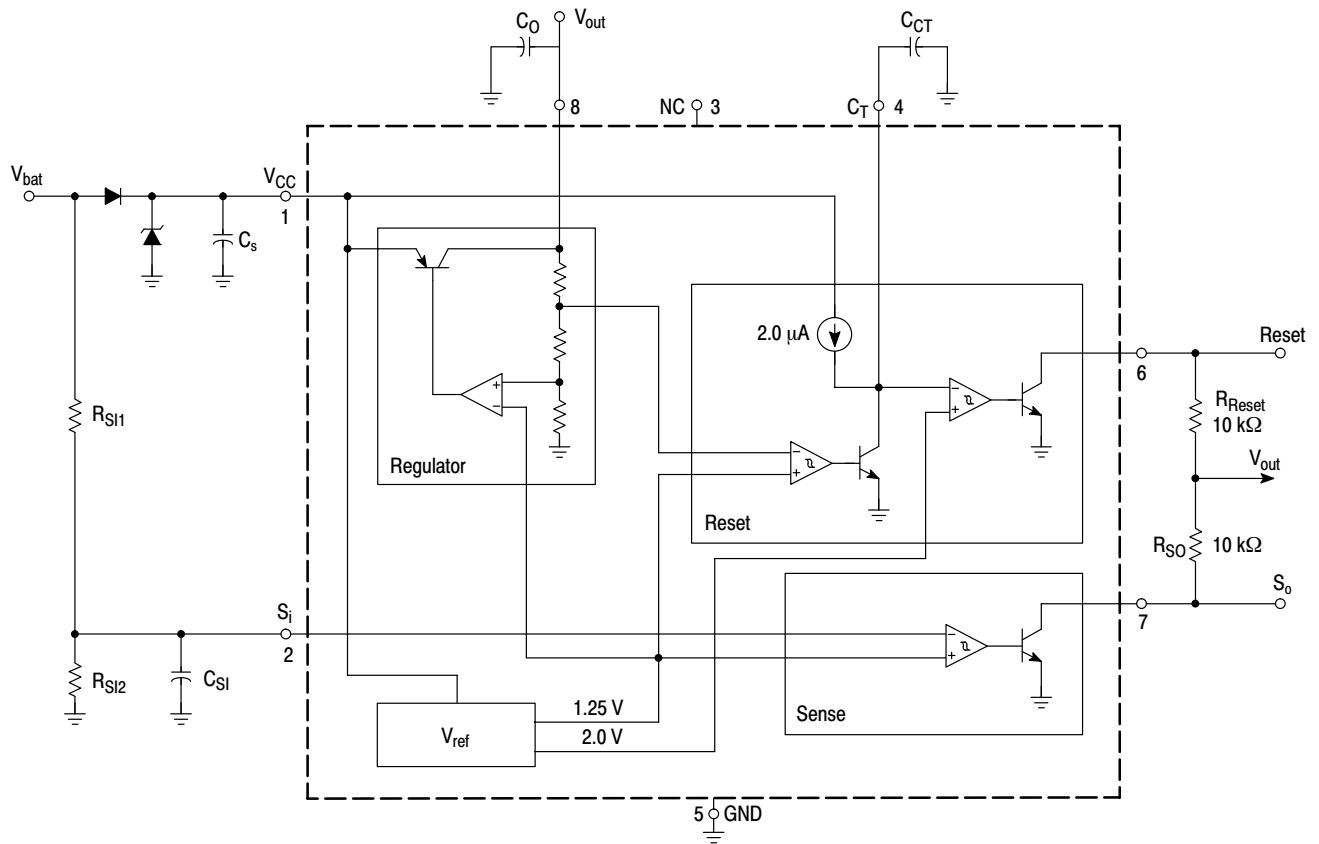 C_O
V_out
C_CT
8
NC 3
C_T 4
V_bat
V_CC
1
C_s
2.0 μA
Reset
6
R_Reset
10 kΩ
V_out
R_SI1
Regulator
Reset
R_SO 10 kΩ
S_o
7
S_i
2
R_SI2
C_SI
Sense
1.25 V
2.0 V
V_ref
5 GND
+
−
−
+
−
+
−
+